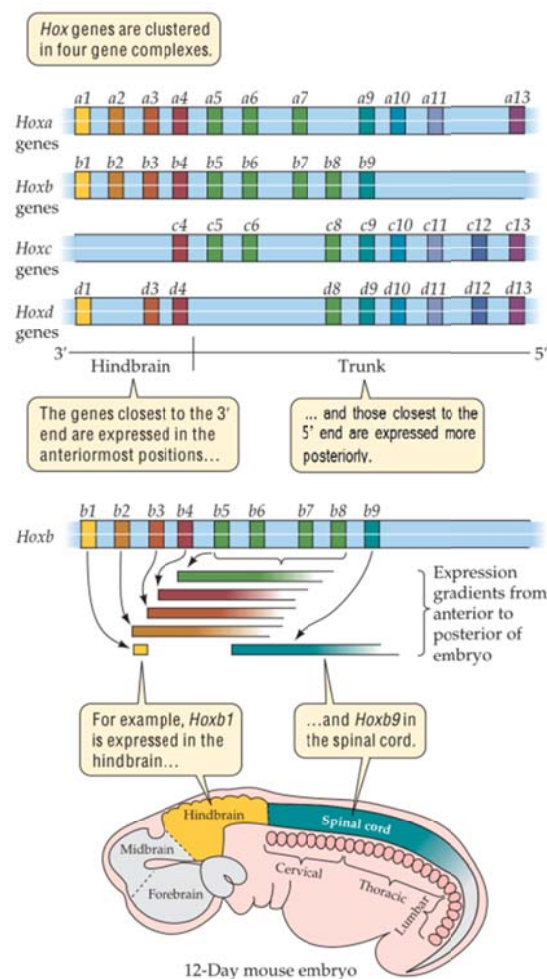 Hox genes are clustered
in four gene complexes.
a1 a2 a3 a4 a5 a6 a7 a9 a10 a11 a13
Hoxa
genes
b1 b2 b3 b4 b5 b6 b7 b8 b9
Hoxb
genes
c4 c5 c6 c8 c9 c10 c11 c12 c13
Hoxc
genes
d1 d3 d4 d8 d9 d10 d11 d12 d13
Hoxd
genes
3′ 5′
Hindbrain Trunk
The genes closest to the 3′
end are expressed in the
anteriormost positions…
... and those closest to the
5′ end are expressed more
posteriorly.
b1 b2 b3 b4 b5 b6 b7 b8 b9
Hoxb
Expression
gradients from
anterior to
posterior of
embryo
For example, Hoxb1
is expressed in the
hindbrain…
…and Hoxb9 in
the spinal cord.
Hindbrain
Spinal cord
Midbrain
Forebrain
Cervical
Thoracic
Lumbar
12-Day mouse embryo